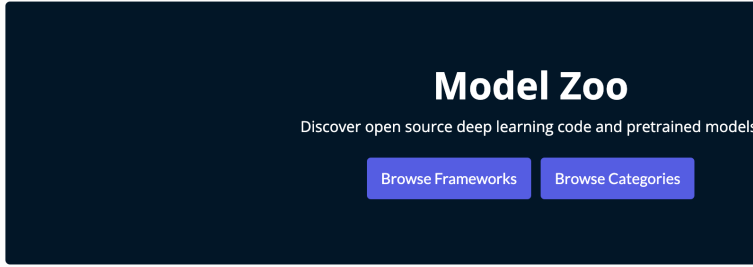 Model Zoo
Discover open source deep learning code and pretrained models
Browse Frameworks
Browse Categories